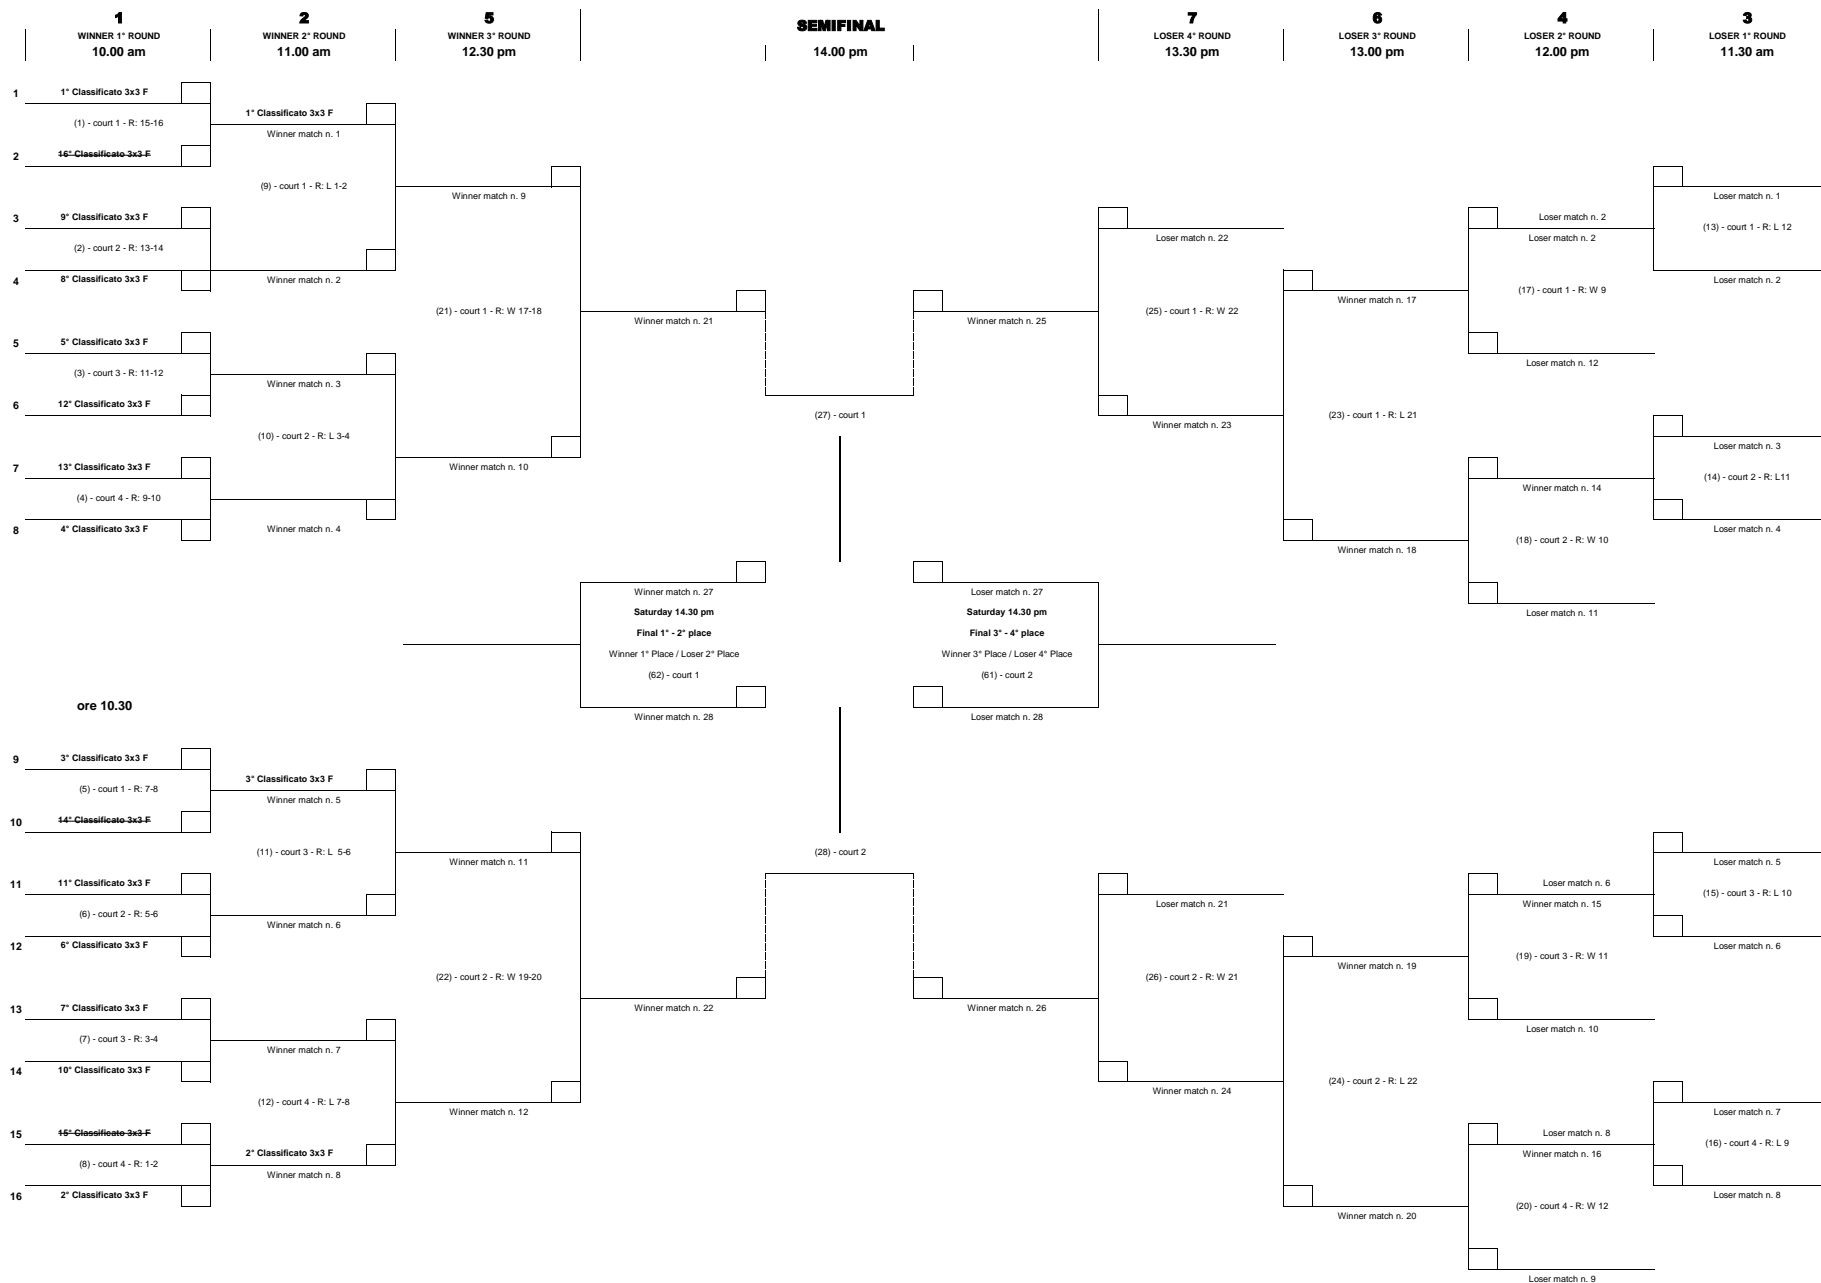 1
WINNER 1° ROUND
10.00 am
2
WINNER 2° ROUND
11.00 am
5
WINNER 3° ROUND
12.30 pm
SEMIFINAL
14.00 pm
7
LOSER 4° ROUND
13.30 pm
6
LOSER 3° ROUND
13.00 pm
4
LOSER 2° ROUND
12.00 pm
3
LOSER 1° ROUND
11.30 am
1
1° Classificato 3x3 F
(1) - court 1 - R: 15-16
2
16° Classificato 3x3 F
3
9° Classificato 3x3 F
(2) - court 2 - R: 13-14
4
8° Classificato 3x3 F
5
5° Classificato 3x3 F
(3) - court 3 - R: 11-12
6
12° Classificato 3x3 F
7
13° Classificato 3x3 F
(4) - court 4 - R: 9-10
8
4° Classificato 3x3 F
1° Classificato 3x3 F
Winner match n. 1
(9) - court 1 - R: L 1-2
Winner match n. 2
Winner match n. 3
(10) - court 2 - R: L 3-4
Winner match n. 4
Winner match n. 9
(21) - court 1 - R: W 17-18
Winner match n. 10
Winner match n. 21
(27) - court 1
Winner match n. 25
Loser match n. 22
(25) - court 1 - R: W 22
Winner match n. 23
Winner match n. 17
(23) - court 1 - R: L 21
Winner match n. 18
Loser match n. 2
Loser match n. 2
(17) - court 1 - R: W 9
Loser match n. 12
Winner match n. 14
(18) - court 2 - R: W 10
Loser match n. 11
Loser match n. 1
(13) - court 1 - R: L 12
Loser match n. 2
Loser match n. 3
(14) - court 2 - R: L11
Loser match n. 4
Winner match n. 27
Saturday 14.30 pm
Final 1° - 2° place
Winner 1° Place / Loser 2° Place
(62) - court 1
Winner match n. 28
Loser match n. 27
Saturday 14.30 pm
Final 3° - 4° place
Winner 3° Place / Loser 4° Place
(61) - court 2
Loser match n. 28
ore 10.30
9
3° Classificato 3x3 F
(5) - court 1 - R: 7-8
10
14° Classificato 3x3 F
11
11° Classificato 3x3 F
(6) - court 2 - R: 5-6
12
6° Classificato 3x3 F
13
7° Classificato 3x3 F
(7) - court 3 - R: 3-4
14
10° Classificato 3x3 F
15
15° Classificato 3x3 F
(8) - court 4 - R: 1-2
16
2° Classificato 3x3 F
3° Classificato 3x3 F
Winner match n. 5
(11) - court 3 - R: L 5-6
Winner match n. 6
Winner match n. 7
(12) - court 4 - R: L 7-8
2° Classificato 3x3 F
Winner match n. 8
Winner match n. 11
(22) - court 2 - R: W 19-20
Winner match n. 12
Winner match n. 22
(28) - court 2
Winner match n. 26
Loser match n. 21
(26) - court 2 - R: W 21
Winner match n. 24
Winner match n. 19
(24) - court 2 - R: L 22
Winner match n. 20
Loser match n. 6
Winner match n. 15
(19) - court 3 - R: W 11
Loser match n. 10
Loser match n. 8
Winner match n. 16
(20) - court 4 - R: W 12
Loser match n. 9
Loser match n. 5
(15) - court 3 - R: L 10
Loser match n. 6
Loser match n. 7
(16) - court 4 - R: L 9
Loser match n. 8